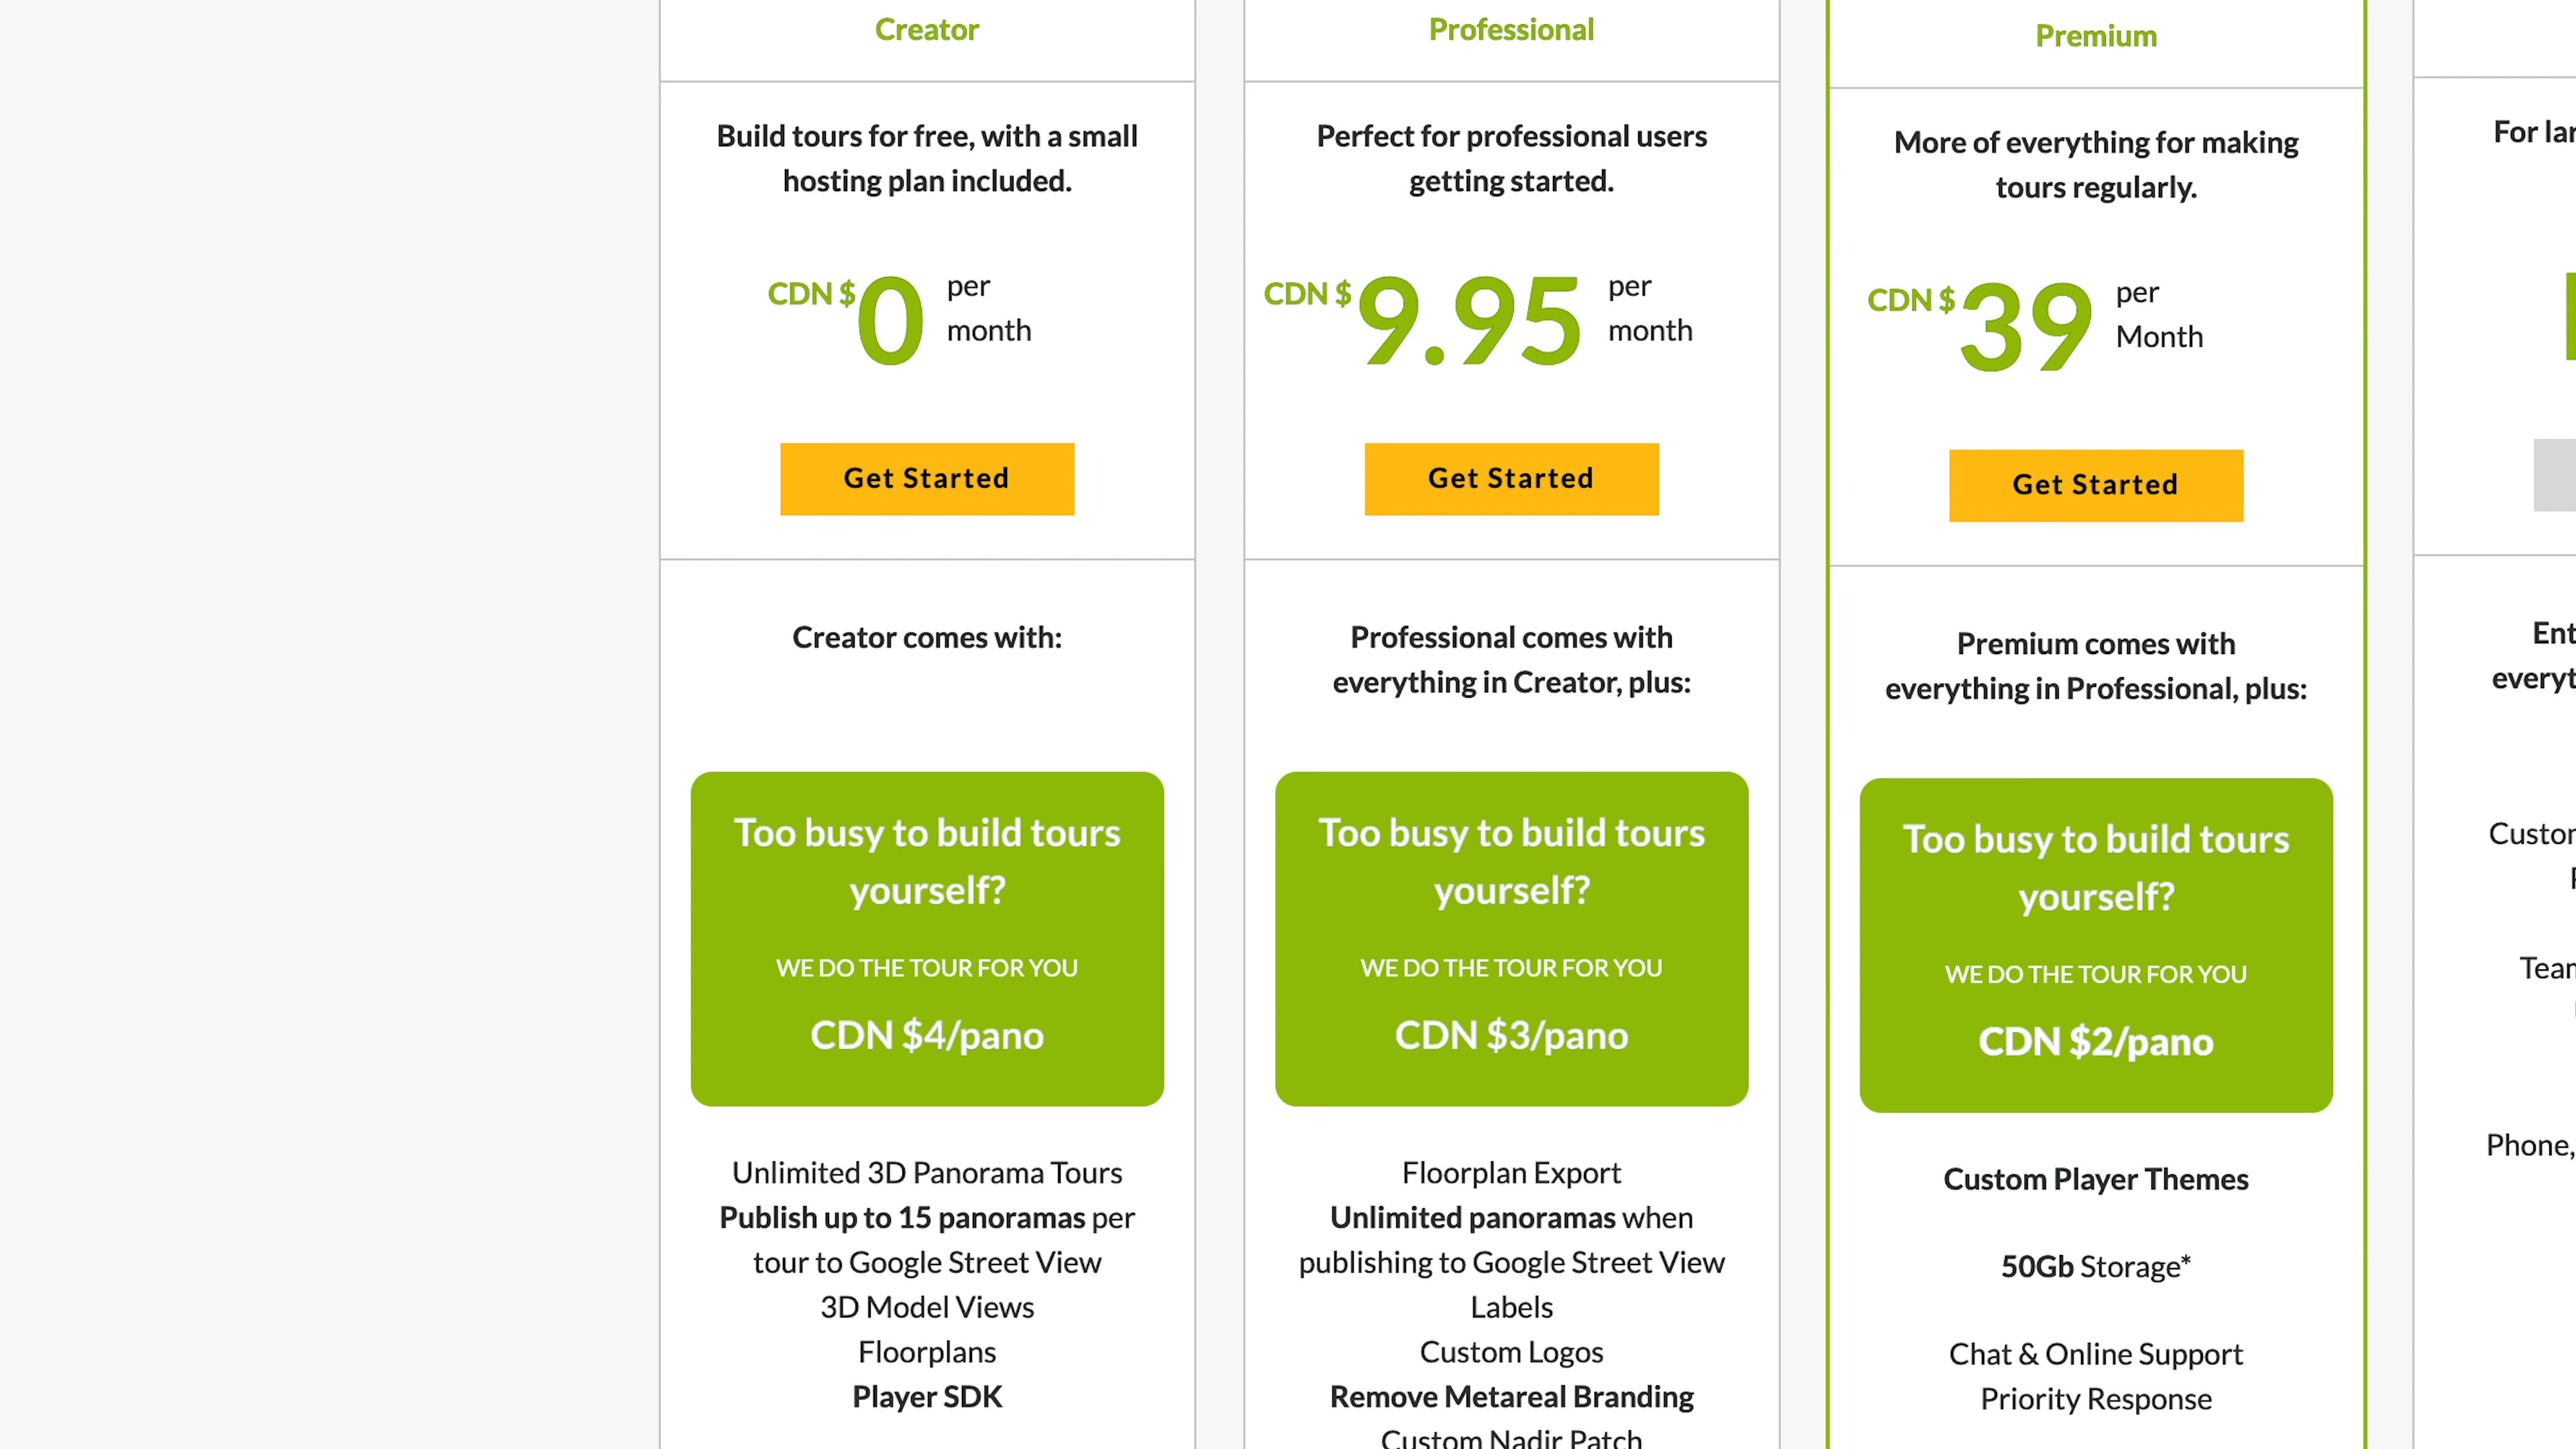 Creator
Build tours for free, with a small
hosting plan included.
CDN $0 per
month
Get Started
Creator comes with:
Too busy to build tours
yourself?
WE DO THE TOUR FOR YOU
CDN $4/pano
Unlimited 3D Panorama Tours
Publish up to 15 panoramas per
tour to Google Street View
3D Model Views
Floorplans
Player SDK
Professional
Perfect for professional users
getting started.
CDN $9.95 per
month
Get Started
Professional comes with
everything in Creator, plus:
Too busy to build tours
yourself?
WE DO THE TOUR FOR YOU
CDN $3/pano
Floorplan Export
Unlimited panoramas when
publishing to Google Street View
Labels
Custom Logos
Remove Metareal Branding
Custom Nadir Patch
Premium
More of everything for making
tours regularly.
CDN $39 per
Month
Get Started
Premium comes with
everything in Professional, plus:
Too busy to build tours
yourself?
WE DO THE TOUR FOR YOU
CDN $2/pano
Custom Player Themes
50Gb Storage*
Chat & Online Support
Priority Response
For
Phone,